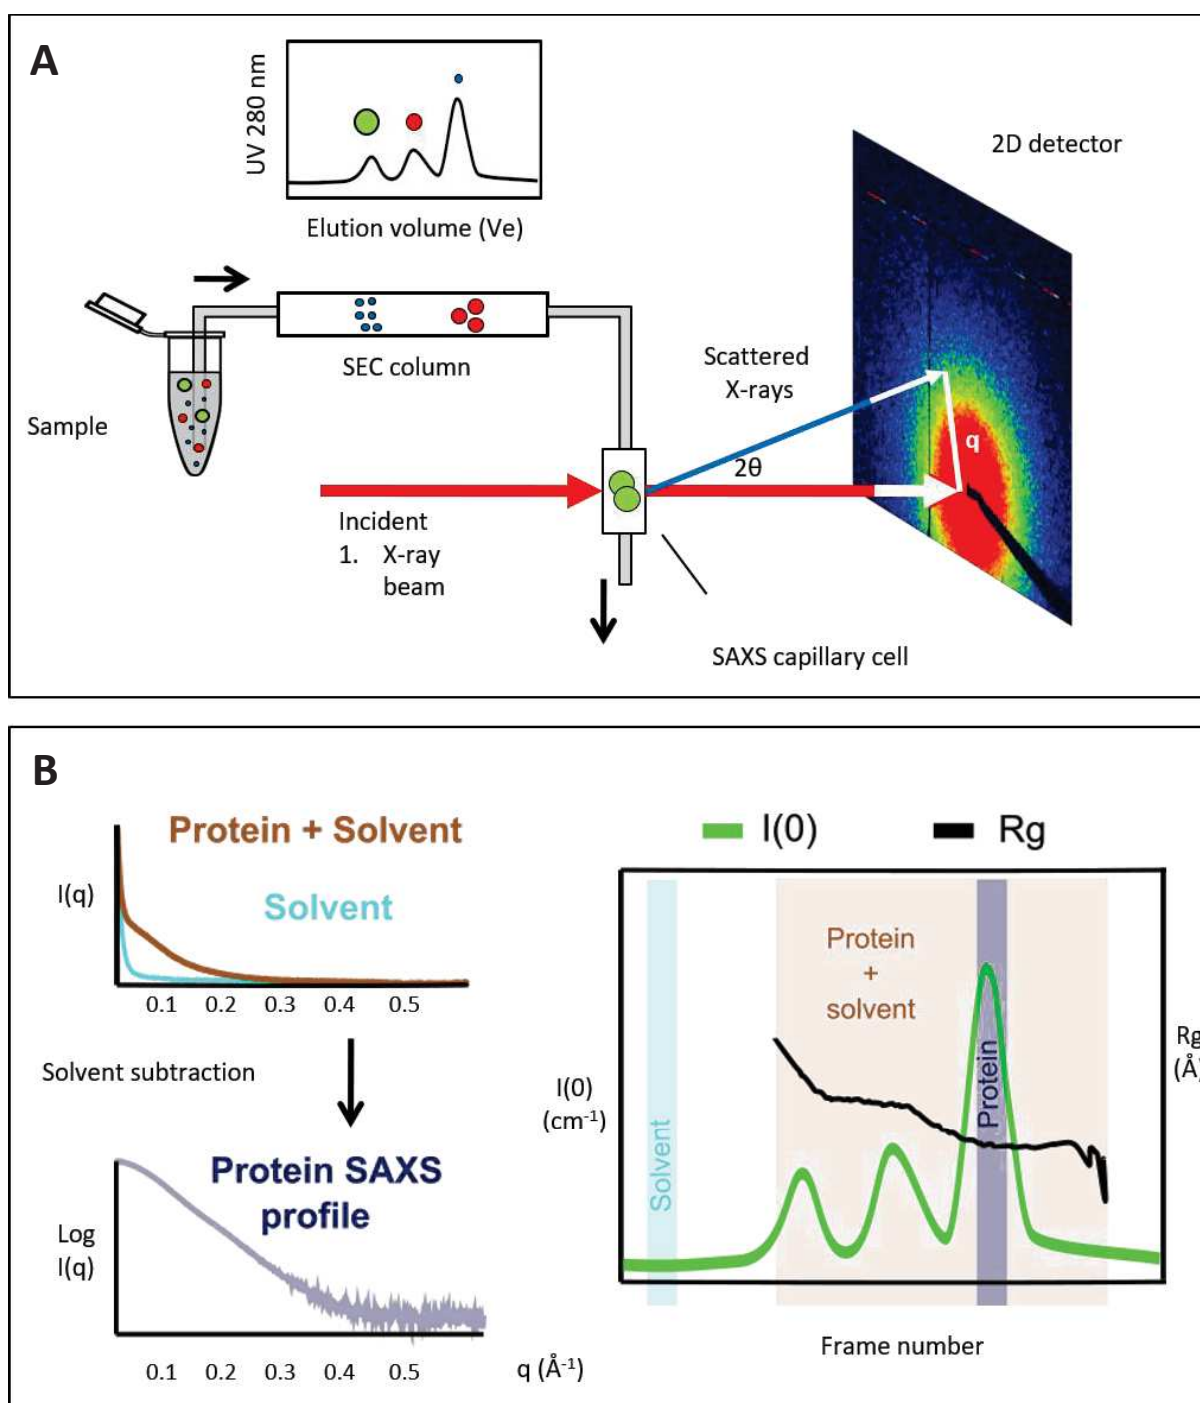 A
UV 280 nm
Elution volume (Ve)
2D detector
SEC column
Sample
Scattered
X-rays
q
2θ
Incident
1. X-ray
beam
SAXS capillary cell
B
Protein + Solvent
Solvent
I(q)
0.1 0.2 0.3 0.4 0.5
Solvent subtraction
Protein SAXS
profile
Log
I(q)
0.1 0.2 0.3 0.4 0.5
q (Å-1)
I(0) Rg
Protein
+
solvent
Protein
Solvent
I(0)
(cm-1)
Rg
(Å)
Frame number